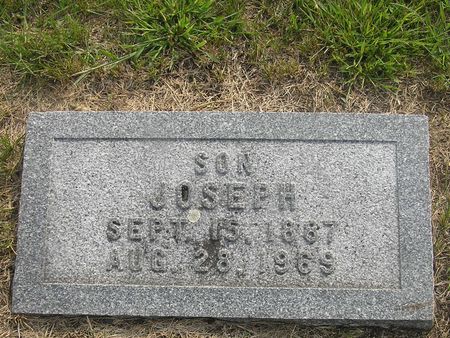 SON
JOSEPH
SEPT. 15, 1887
AUG. 28, 1969